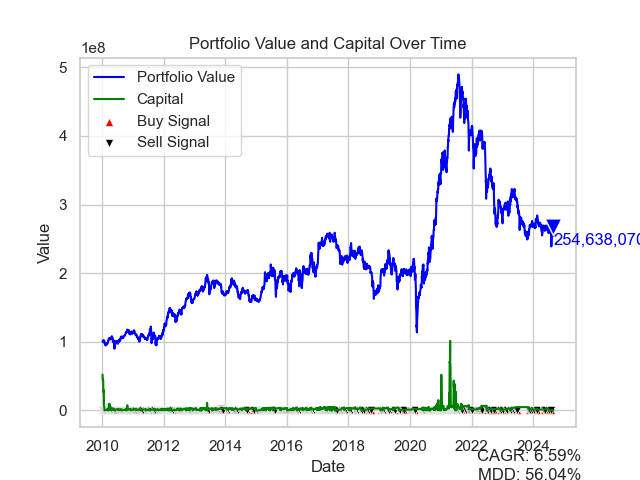 Portfolio Value and Capital Over Time
1e8
Portfolio Value
Capital
Buy Signal
Sell Signal
5
4
3
2
1
0
Value
254,638,070
2010 2012 2014 2016 2018 2020 2022 2024
Date
CAGR: 6.59%
MDD: 56.04%